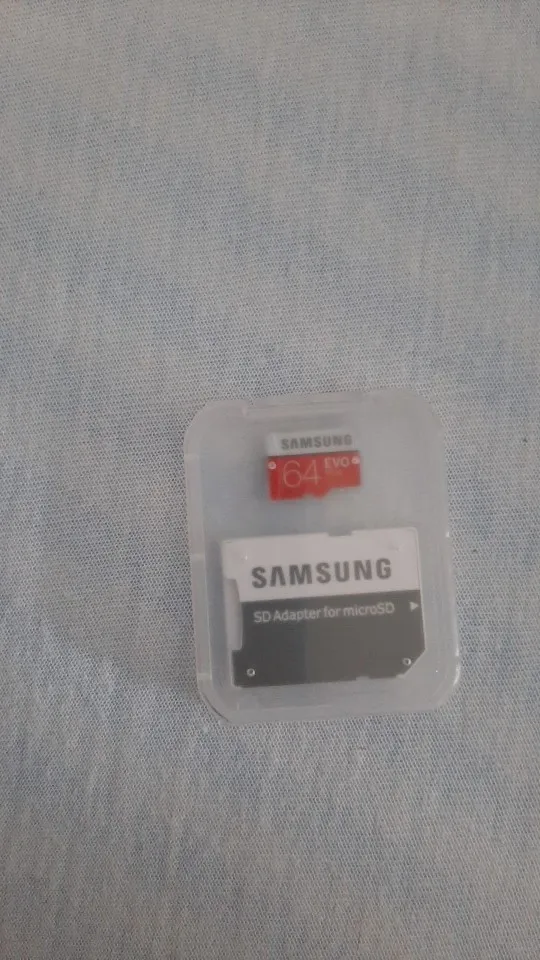 SAMSUNG
64 EVO
SAMSUNG
SD Adapter for microSD